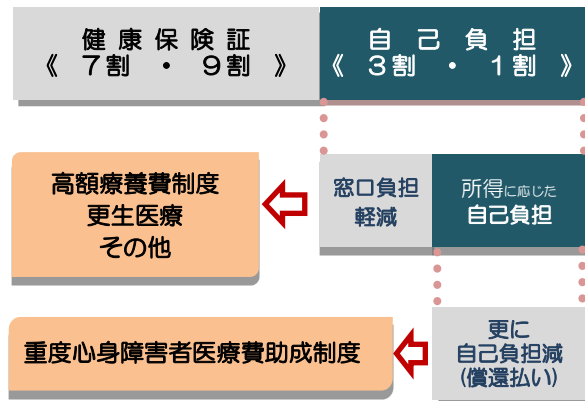 健康保険証
《 7割 ・ 9割 》
自己負担
《 3割 ・ 1割 》
高額療養費制度
更生医療
その他
窓口負担
軽減
所得に応じた
自己負担
重度心身障害者医療費助成制度
更に
自己負担減
(償還払い)